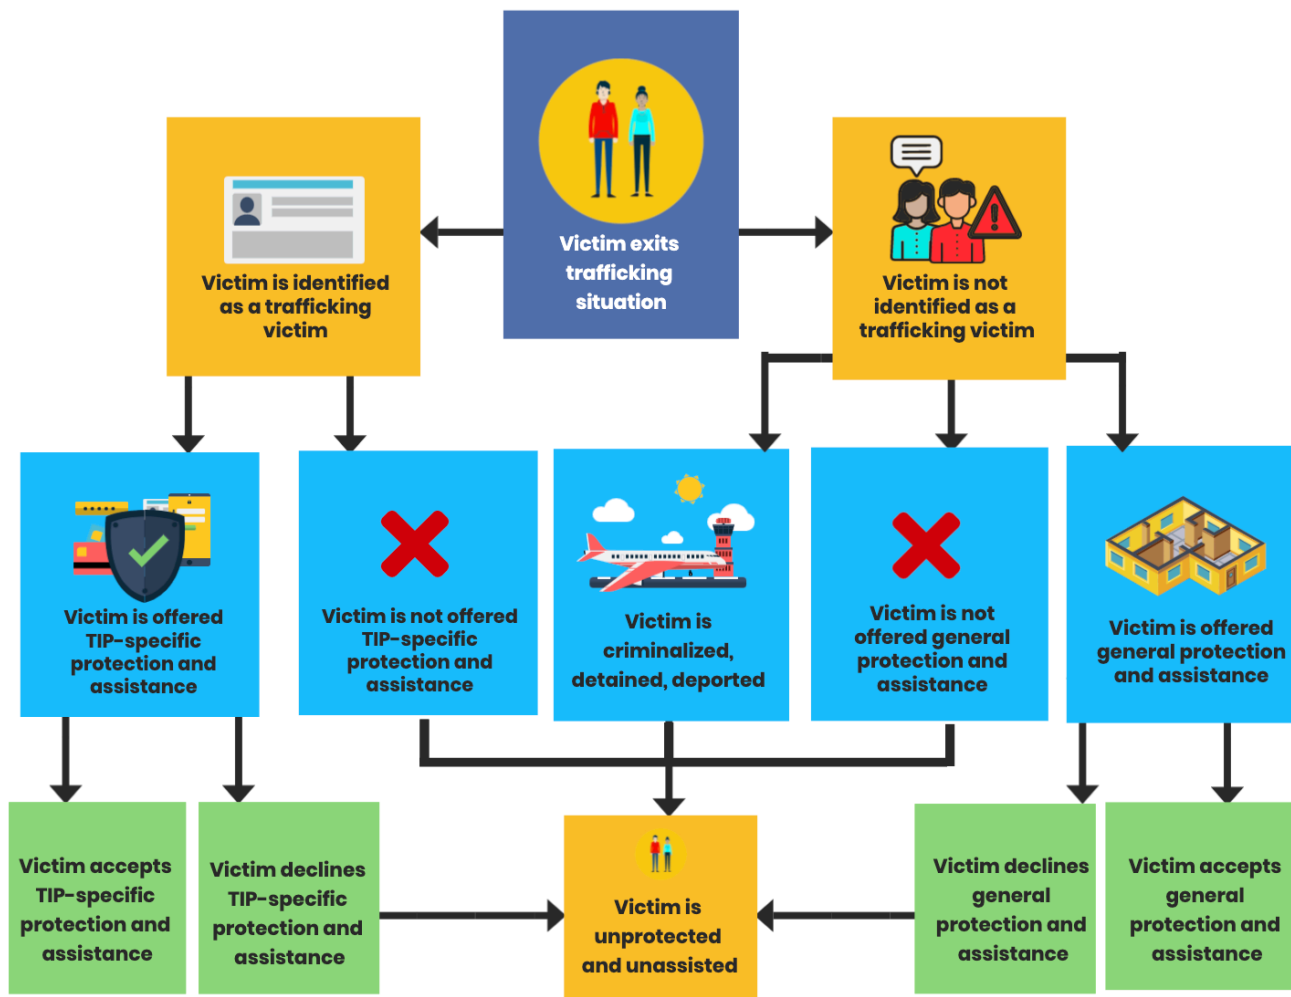 Victim exits
trafficking
situation
Victim is identified
as a trafficking
victim
Victim is not
identified as a
trafficking victim
Victim is offered
TIP-specific
protection and
assistance
Victim is not offered
TIP-specific
protection and
assistance
Victim is
criminalized,
detained, deported
Victim is not
offered general
protection and
assistance
Victim is offered
general protection
and assistance
Victim accepts
TIP-specific
protection and
assistance
Victim declines
TIP-specific
protection and
assistance
Victim is
unprotected
and unassisted
Victim declines
general
protection and
assistance
Victim accepts
general
protection and
assistance